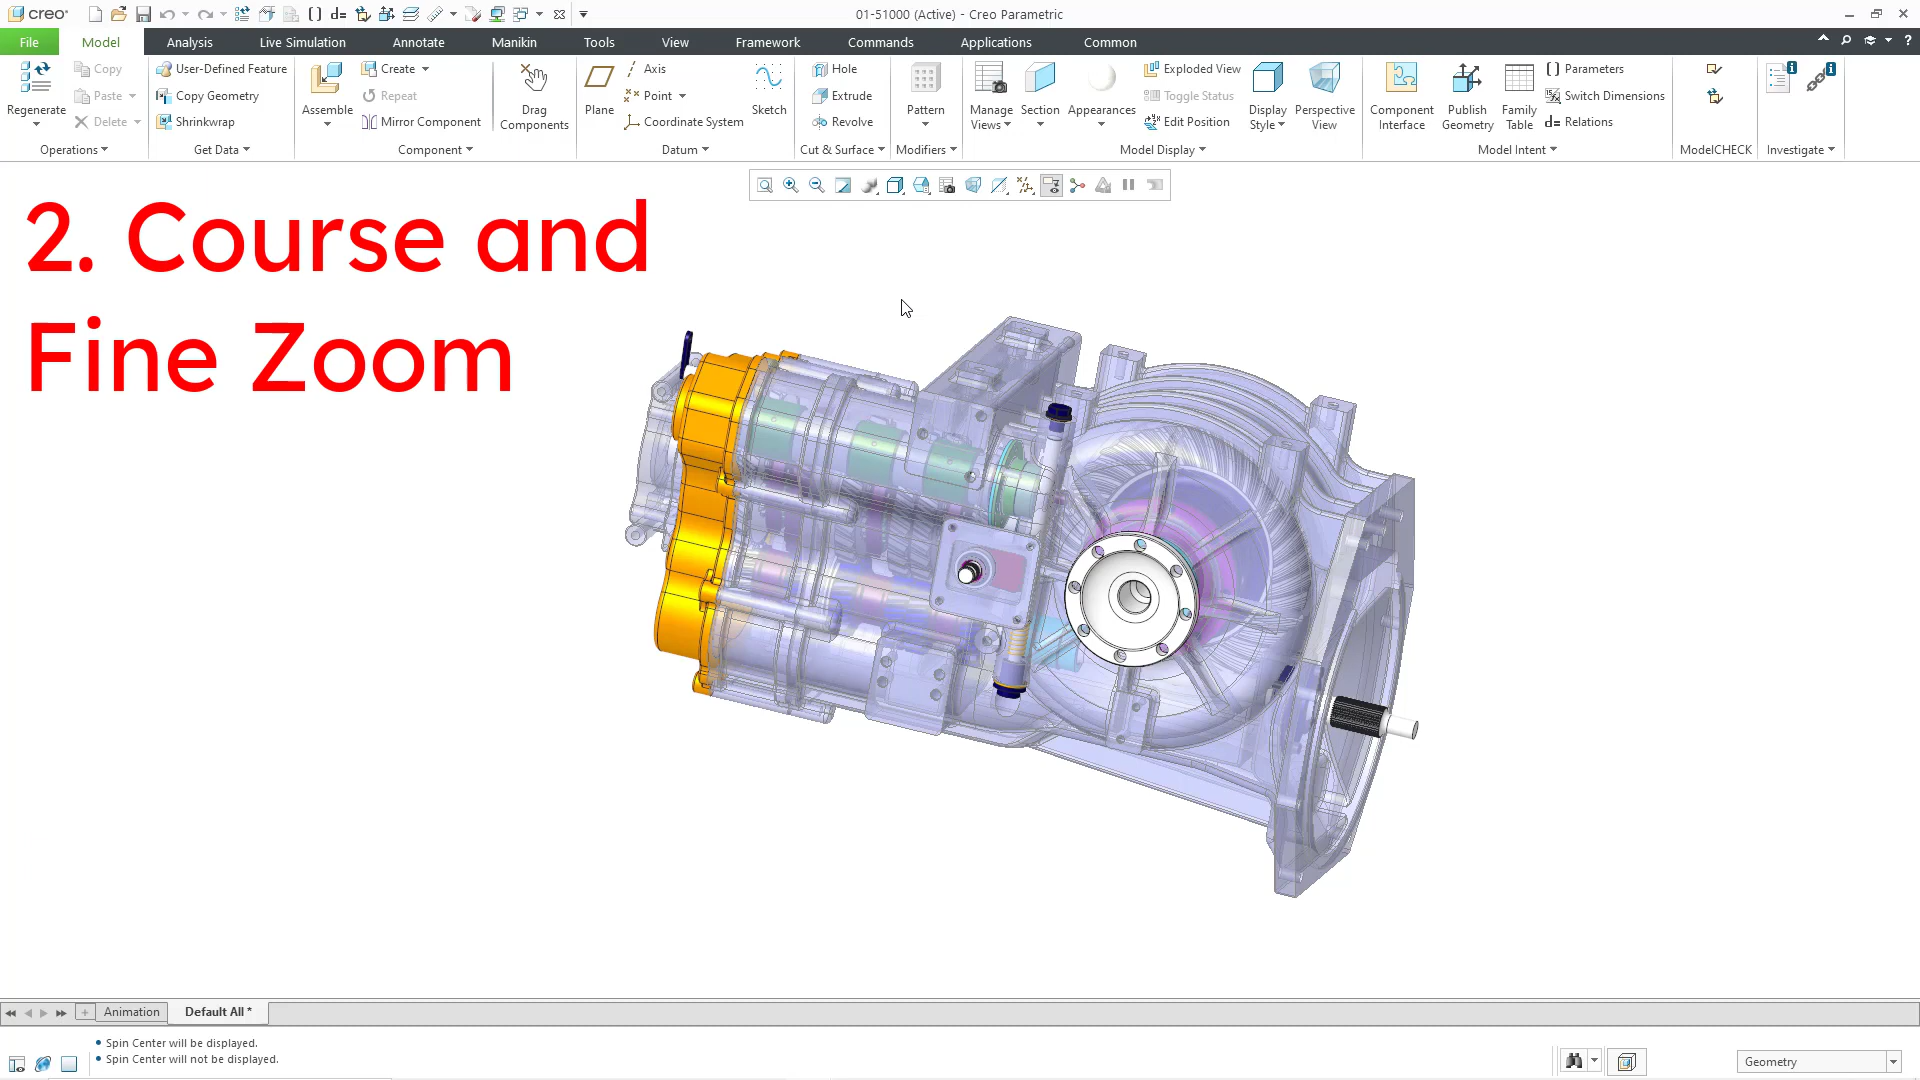 creo
01-51000 (Active) - Creo Parametric
File Model Analysis Live Simulation Annotate Manikin Tools View Framework Commands Applications Common
Regenerate
Copy
Paste
Delete
Operations
User-Defined Feature
Copy Geometry
Shrinkwrap
Get Data
Assemble
Create
Repeat
Mirror Component
Drag
Components
Component
Plane
Axis
Point
Coordinate System
Sketch
Datum
Hole
Extrude
Revolve
Cut & Surface
Pattern
Modifiers
Manage
Views
Section
Appearances
Exploded View
Toggle Status
Edit Position
Display
Style
Perspective
View
Model Display
Component
Interface
Publish
Geometry
Family
Table
Parameters
Switch Dimensions
d= Relations
Model Intent
ModelCHECK
Investigate
2. Course and
Fine Zoom
Animation
Default All *
Spin Center will be displayed.
Spin Center will not be displayed.
Geometry